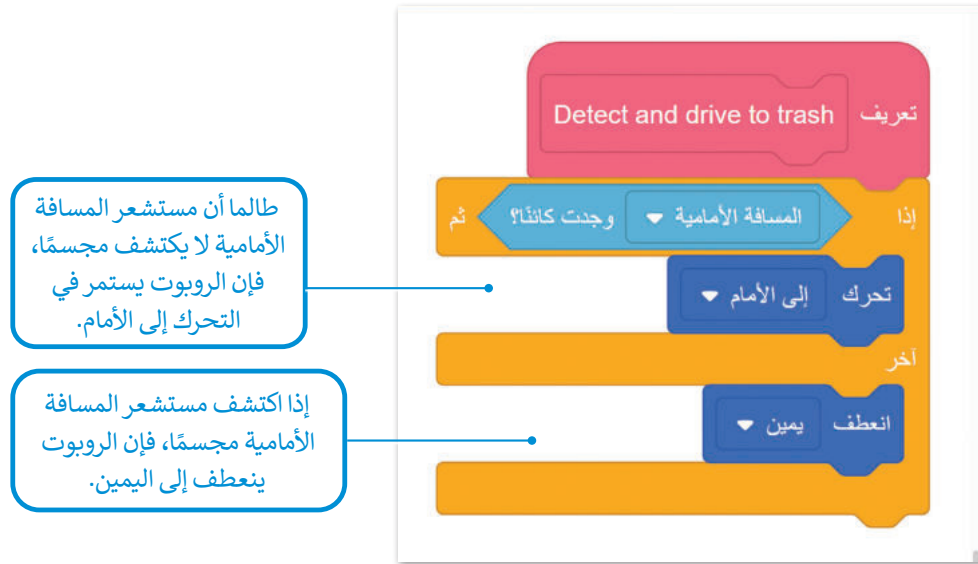 تعريف Detect and drive to trash
إذا المسافة الأمامية وجدت كائنًا؟ ثم
تحرك إلى الأمام
آخر
انعطف يمين
طالما أن مستشعر المسافة
الأمامية لا يكتشف مجسمًا،
فإن الروبوت يستمر في
التحرك إلى الأمام.
إذا اكتشف مستشعر المسافة
الأمامية مجسمًا، فإن الروبوت
ينعطف إلى اليمين.